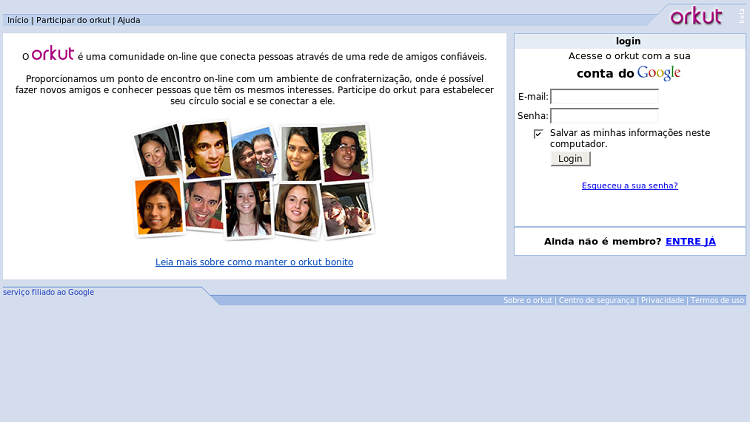 Início | Participar do orkut | Ajuda
orkut
beta
O orkut é uma comunidade on-line que conecta pessoas através de uma rede de amigos confiáveis.
Proporcionamos um ponto de encontro on-line com um ambiente de confraternização, onde é possível
fazer novos amigos e conhecer pessoas que têm os mesmos interesses. Participe do orkut para estabelecer
seu círculo social e se conectar a ele.
Leia mais sobre como manter o orkut bonito
login
Acesse o orkut com a sua
conta do Google
E-mail:
Senha:
Salvar as minhas informações neste
computador.
Login
Esqueceu a sua senha?
Ainda não é membro? ENTRE JÁ
serviço filiado ao Google
Sobre o orkut | Centro de segurança | Privacidade | Termos de uso